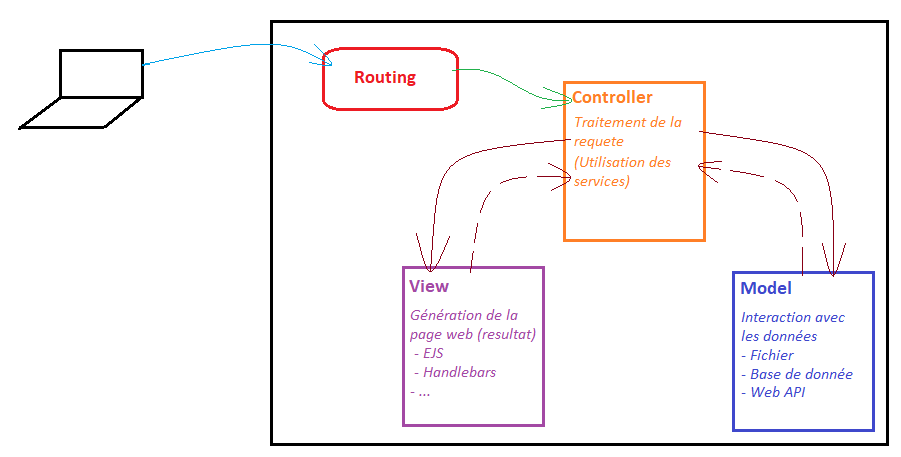 Routing
Controller
Traitement de la
requete
(Utilisation des
services)
View
Génération de la
page web (resultat)
- EJS
- Handlebars
- ...
Model
Interaction avec
les données
- Fichier
- Base de donnée
- Web API